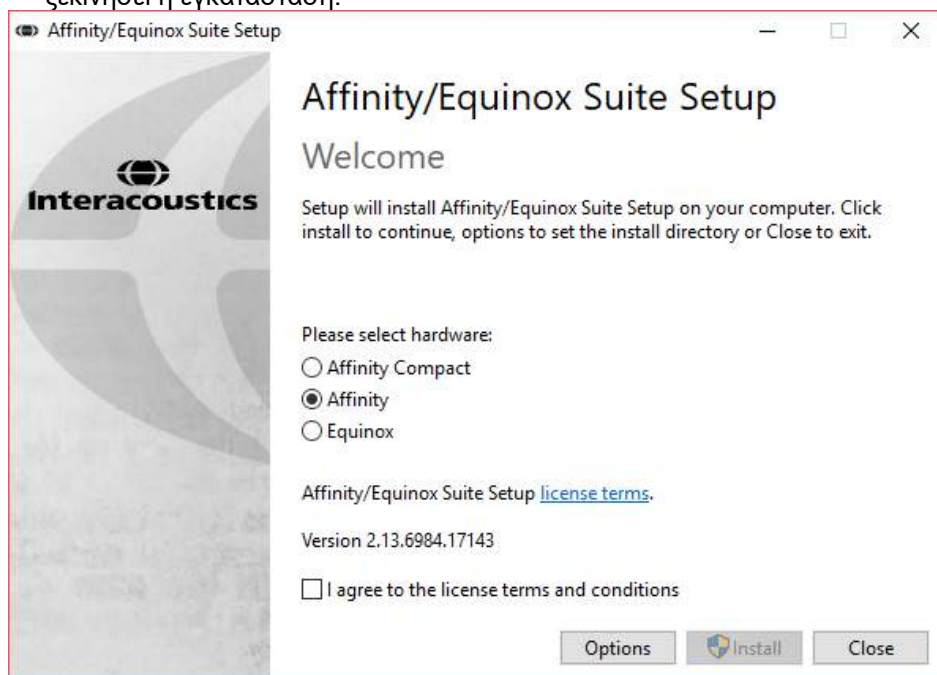 ξεκινήσει η εγκατάσταση.
Affinity/Equinox Suite Setup
Affinity/Equinox Suite Setup
Welcome
Interacoustics
Setup will install Affinity/Equinox Suite Setup on your computer. Click
install to continue, options to set the install directory or Close to exit.
Please select hardware:
Affinity Compact
Affinity
Equinox
Affinity/Equinox Suite Setup license terms.
Version 2.13.6984.17143
I agree to the license terms and conditions
Options Install Close